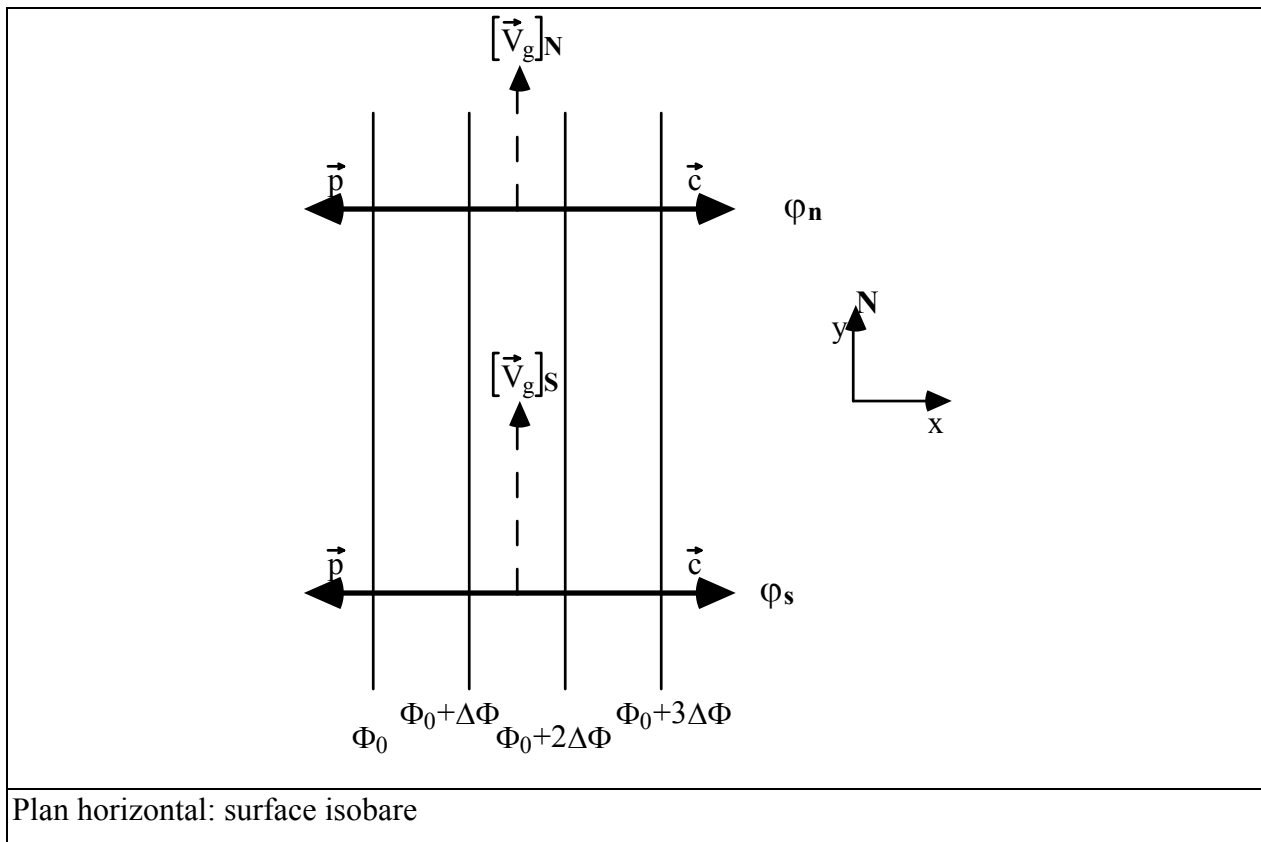 [V⃗g]N
p⃗ c⃗ φn
N
y
x
[V⃗g]S
p⃗ c⃗ φs
Φ0 Φ0+ΔΦ Φ0+2ΔΦ Φ0+3ΔΦ
Plan horizontal: surface isobare